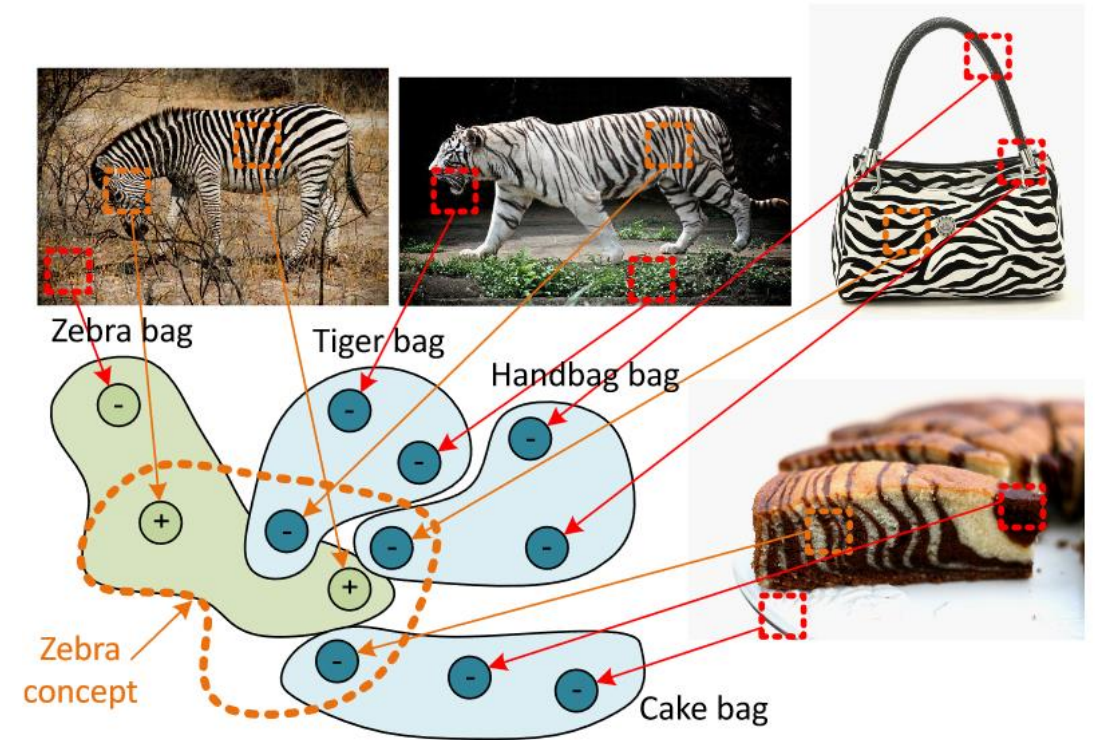 Zebra bag
Tiger bag
Handbag bag
-
-
-
-
+
-
-
-
+
Zebra
concept
-
-
-
Cake bag